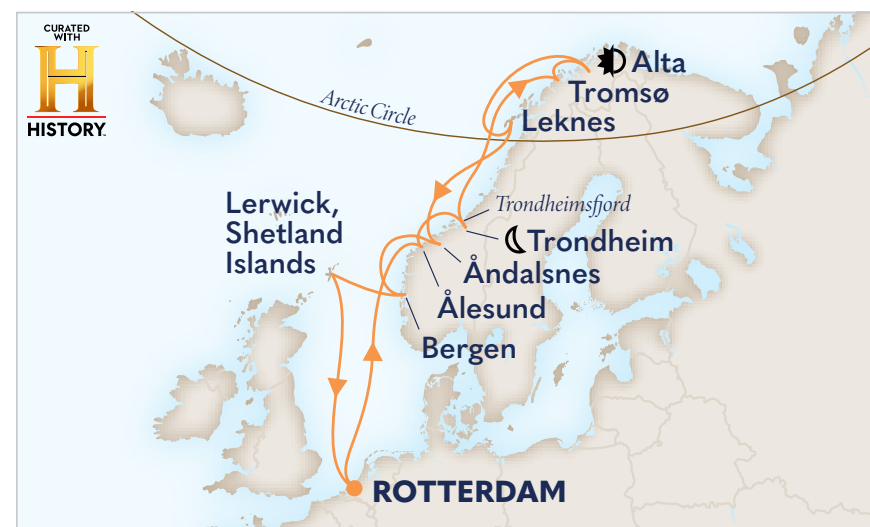 CURATED
WITH
H
HISTORY.
Arctic Circle
Alta
Tromsø
Leknes
Lerwick,
Shetland
Islands
Trondheimsfjord
Trondheim
Åndalsnes
Ålesund
Bergen
ROTTERDAM